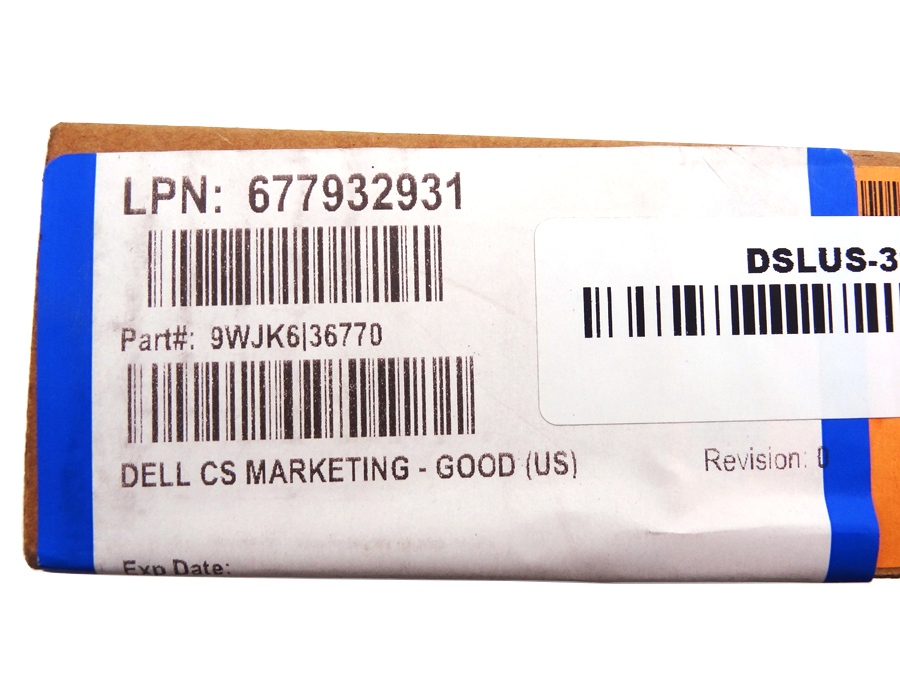 LPN: 677932931
DSLUS-3
Part#: 9WJK6|36770
DELL CS MARKETING - GOOD (US)
Revision: 0
Exp Date: